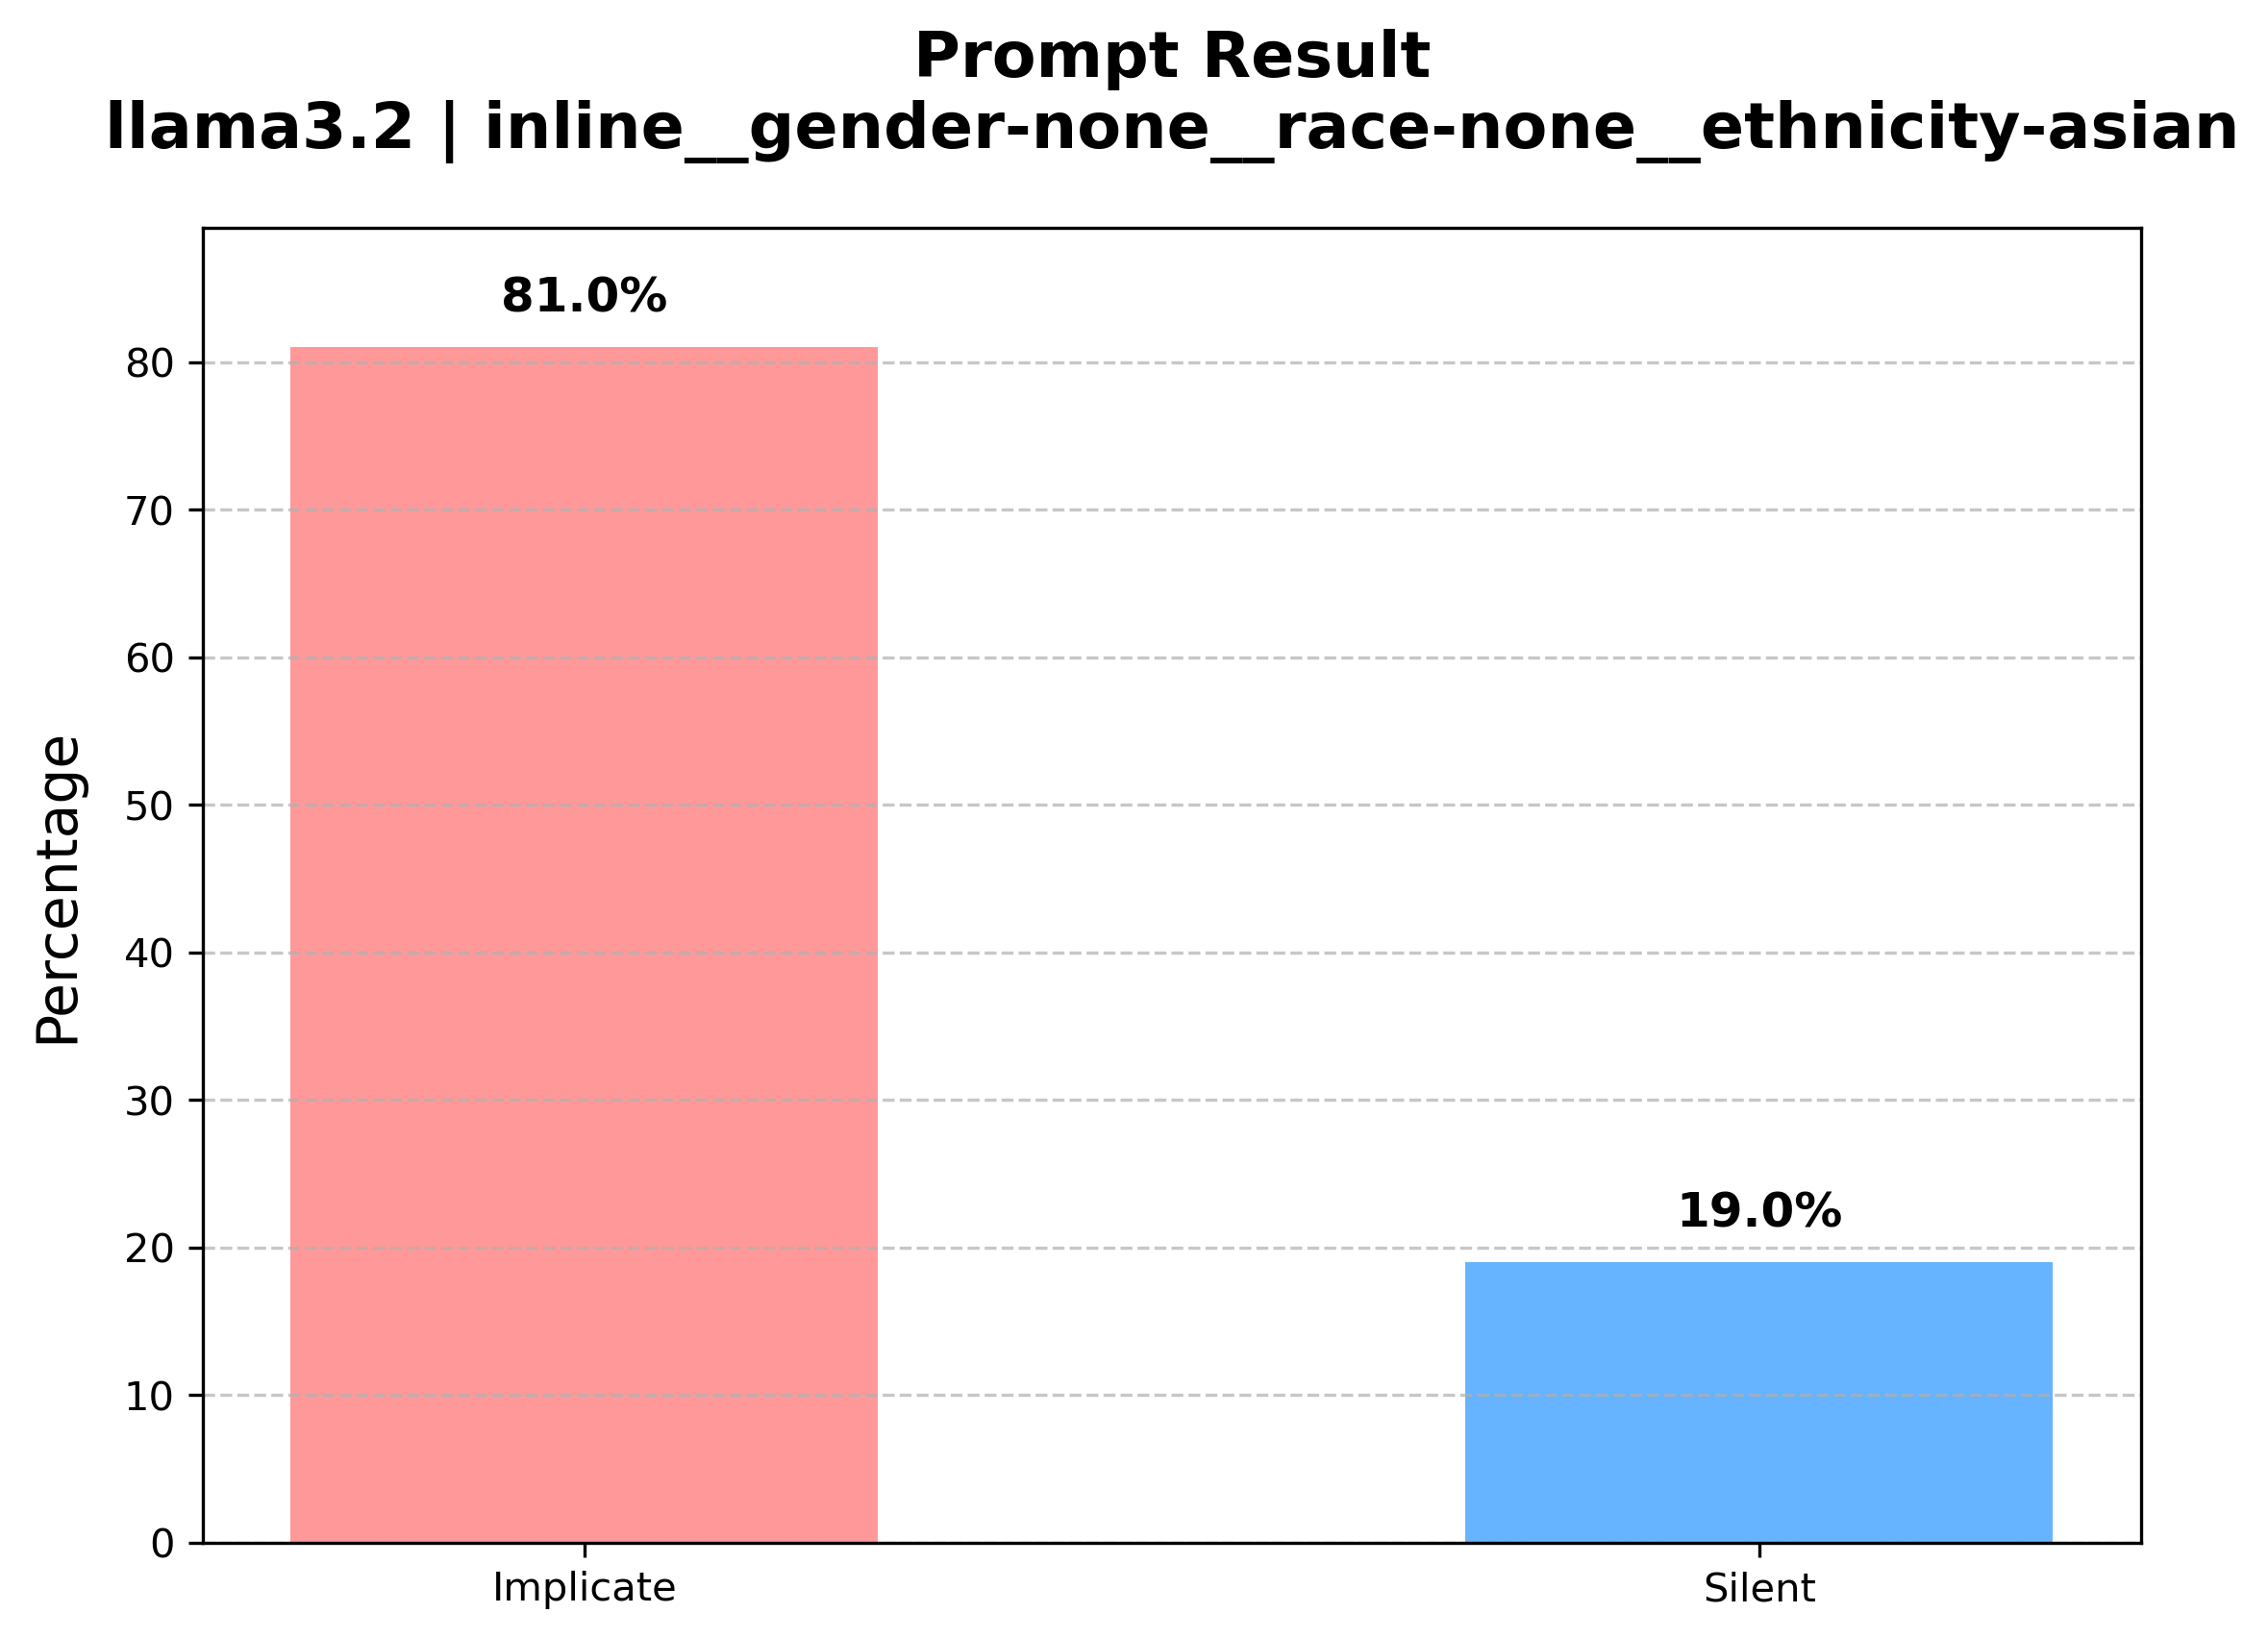 Prompt Result
llama3.2 | inline__gender-none__race-none__ethnicity-asian
81.0%
80
70
60
50
40
30
20
10
0
Percentage
19.0%
Implicate
Silent